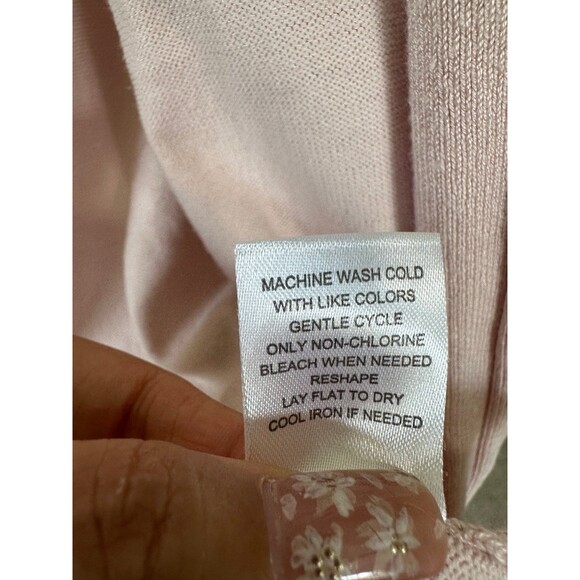 MACHINE WASH COLD
WITH LIKE COLORS
GENTLE CYCLE
ONLY NON-CHLORINE
BLEACH WHEN NEEDED
RESHAPE
LAY FLAT TO DRY
COOL IRON IF NEEDED